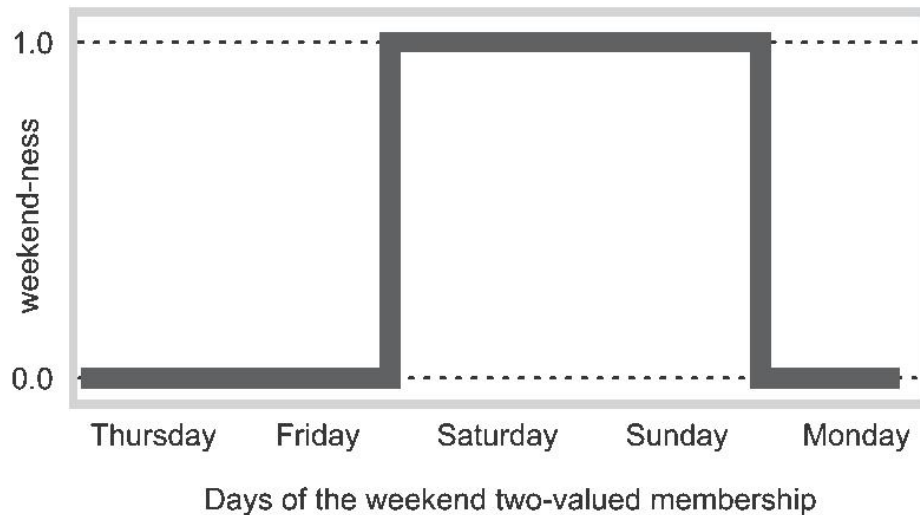 1.0
weekend-ness
0.0
Thursday Friday Saturday Sunday Monday
Days of the weekend two-valued membership